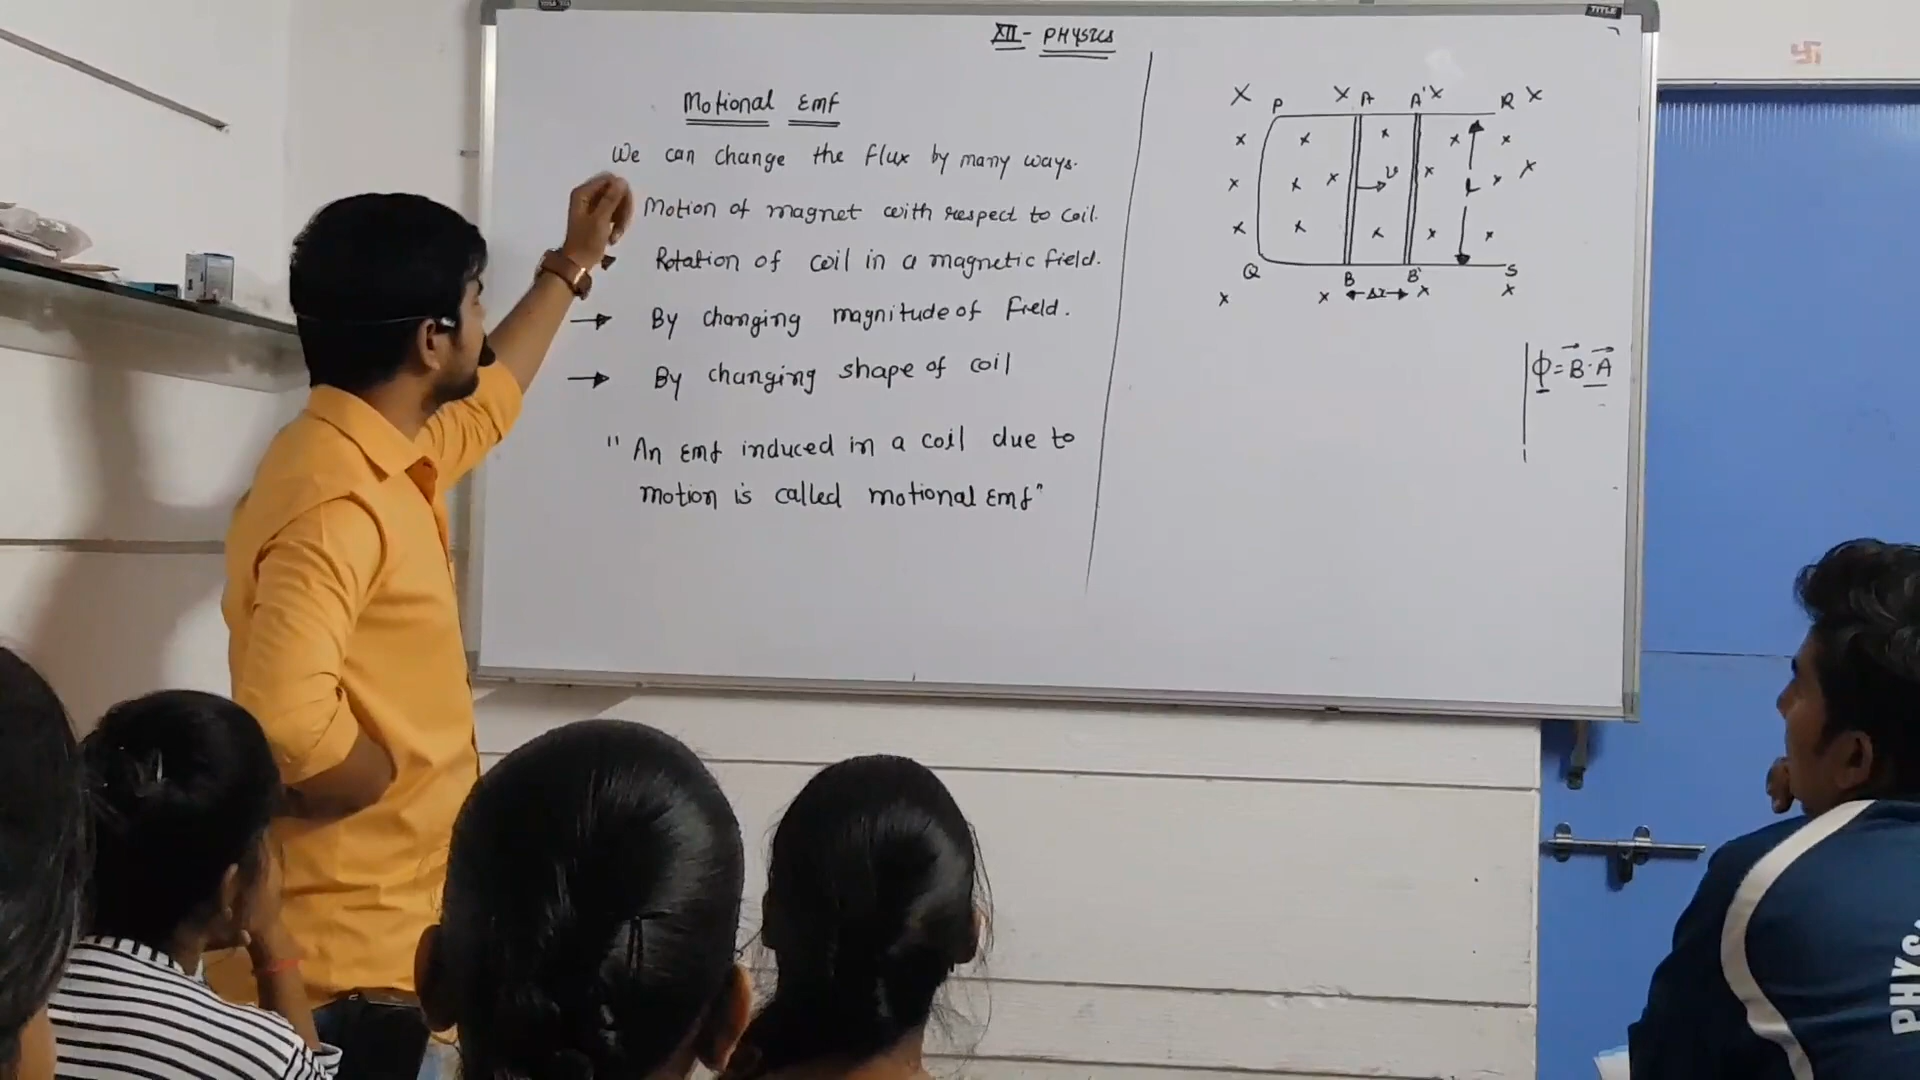 XII - PHYSICS
Motional Emf
We can change the flux by many ways.
Motion of magnet with respect to coil.
Rotation of coil in a magnetic field.
→ By changing magnitude of field.
→ By changing shape of coil
" An Emf induced in a coil due to
motion is called motional Emf"
X P X A A' X R X
x x x x x
x x x v x L x x
x x x x x
Q B B' S
x x Δx x x
ϕ = B · A
TITLE
PHYS